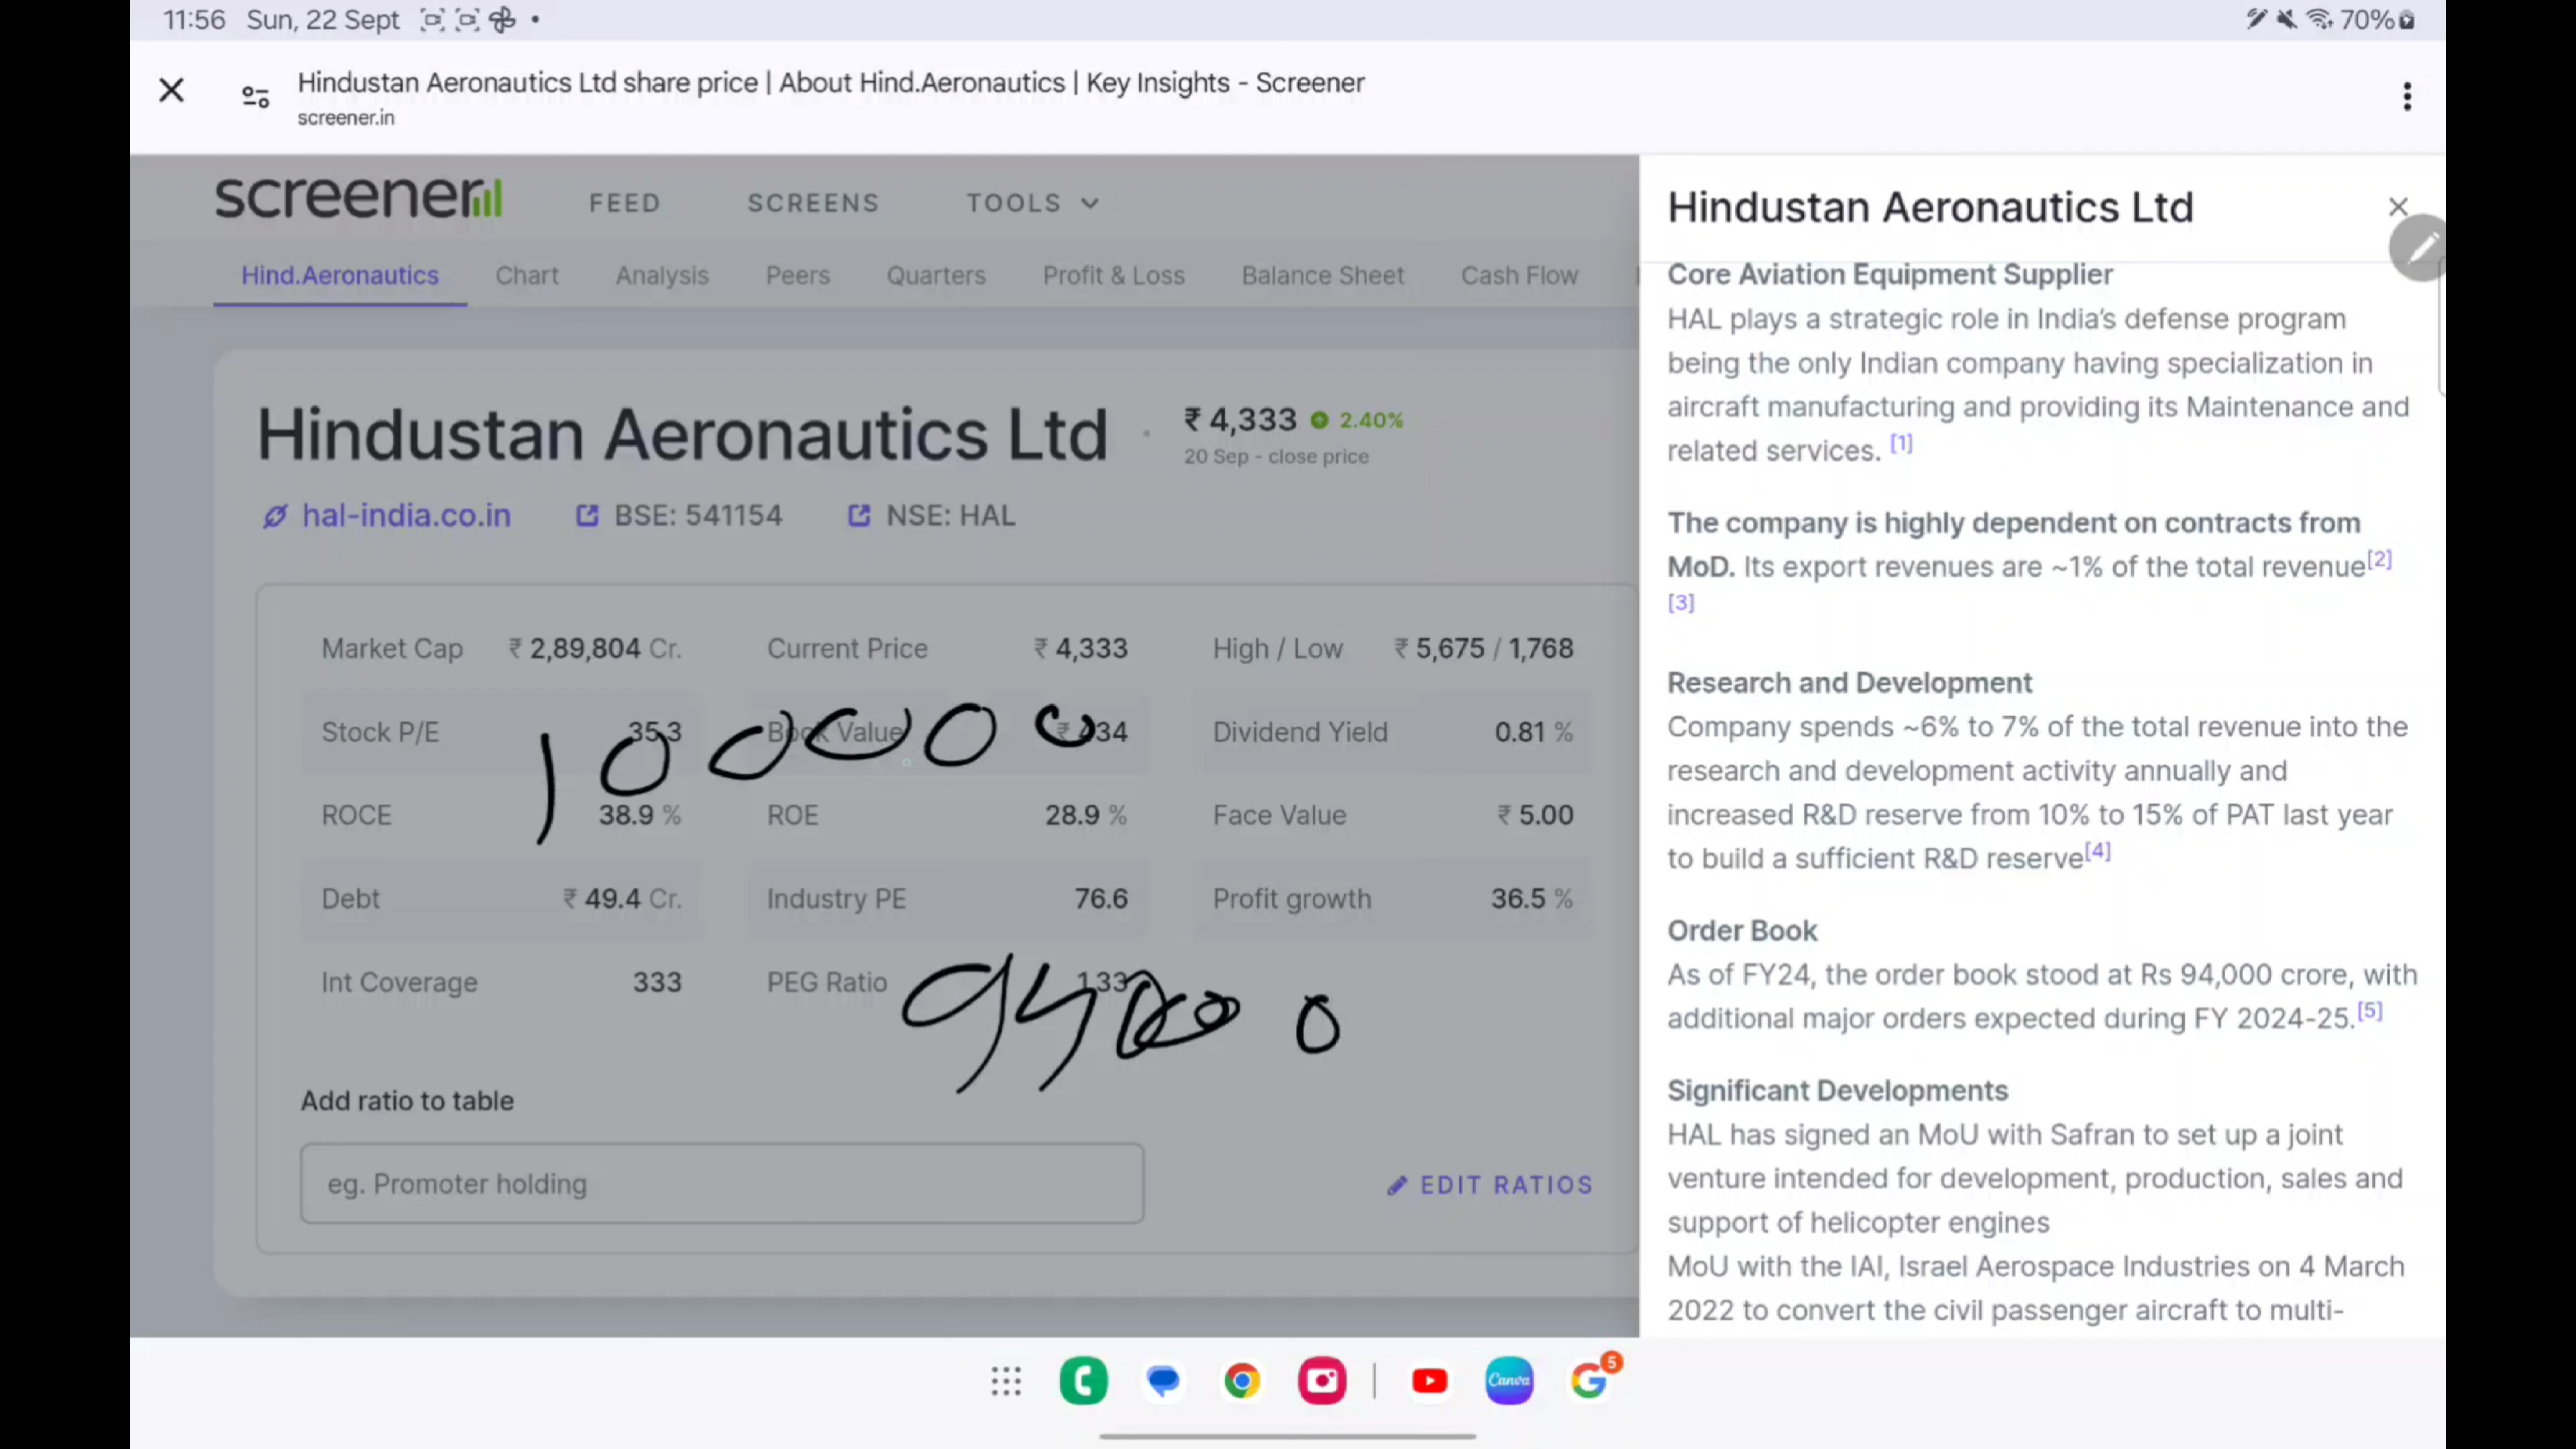 11:56 Sun, 22 Sept
70%
Hindustan Aeronautics Ltd share price | About Hind.Aeronautics | Key Insights - Screener
screener.in
screener FEED SCREENS TOOLS
Hind.Aeronautics Chart Analysis Peers Quarters Profit & Loss Balance Sheet Cash Flow
Hindustan Aeronautics Ltd
₹ 4,333 2.40%
20 Sep - close price
hal-india.co.in BSE: 541154 NSE: HAL
Market Cap ₹ 2,89,804 Cr. Current Price ₹ 4,333 High / Low ₹ 5,675 / 1,768
Stock P/E 35.3 Book Value ₹ 434 Dividend Yield 0.81 %
100000
ROCE 38.9 % ROE 28.9 % Face Value ₹ 5.00
Debt ₹ 49.4 Cr. Industry PE 76.6 Profit growth 36.5 %
Int Coverage 333 PEG Ratio 1.33
94000
Add ratio to table
eg. Promoter holding
EDIT RATIOS
Hindustan Aeronautics Ltd
Core Aviation Equipment Supplier
HAL plays a strategic role in India's defense program
being the only Indian company having specialization in
aircraft manufacturing and providing its Maintenance and
related services. [1]
The company is highly dependent on contracts from
MoD. Its export revenues are ~1% of the total revenue[2]
[3]
Research and Development
Company spends ~6% to 7% of the total revenue into the
research and development activity annually and
increased R&D reserve from 10% to 15% of PAT last year
to build a sufficient R&D reserve[4]
Order Book
As of FY24, the order book stood at Rs 94,000 crore, with
additional major orders expected during FY 2024-25.[5]
Significant Developments
HAL has signed an MoU with Safran to set up a joint
venture intended for development, production, sales and
support of helicopter engines
MoU with the IAI, Israel Aerospace Industries on 4 March
2022 to convert the civil passenger aircraft to multi-
Canva
5